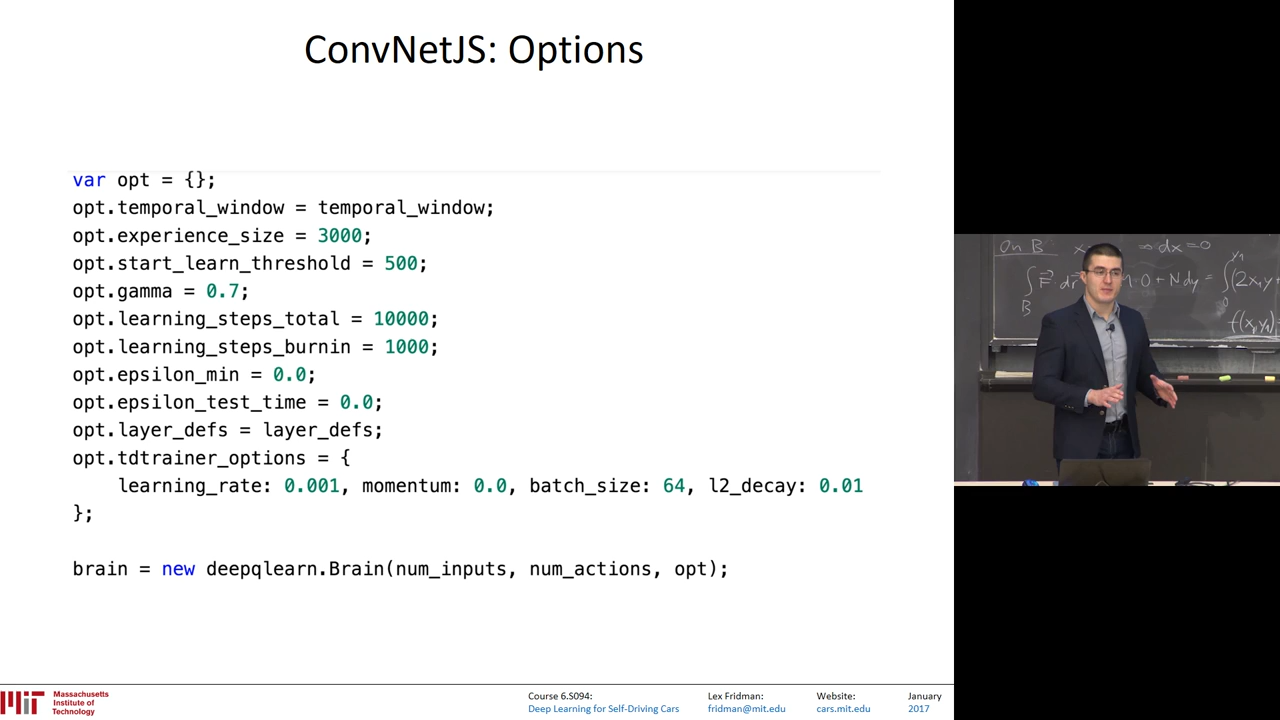 ConvNetJS: Options
var opt = {};
opt.temporal_window = temporal_window;
opt.experience_size = 3000;
opt.start_learn_threshold = 500;
opt.gamma = 0.7;
opt.learning_steps_total = 10000;
opt.learning_steps_burnin = 1000;
opt.epsilon_min = 0.0;
opt.epsilon_test_time = 0.0;
opt.layer_defs = layer_defs;
opt.tdtrainer_options = {
learning_rate: 0.001, momentum: 0.0, batch_size: 64, l2_decay: 0.01
};
brain = new deepqlearn.Brain(num_inputs, num_actions, opt);
On B
dx=0
B
MIT
Massachusetts
Institute of
Technology
Course 6.S094:
Deep Learning for Self-Driving Cars
Lex Fridman:
fridman@mit.edu
Website:
cars.mit.edu
January
2017